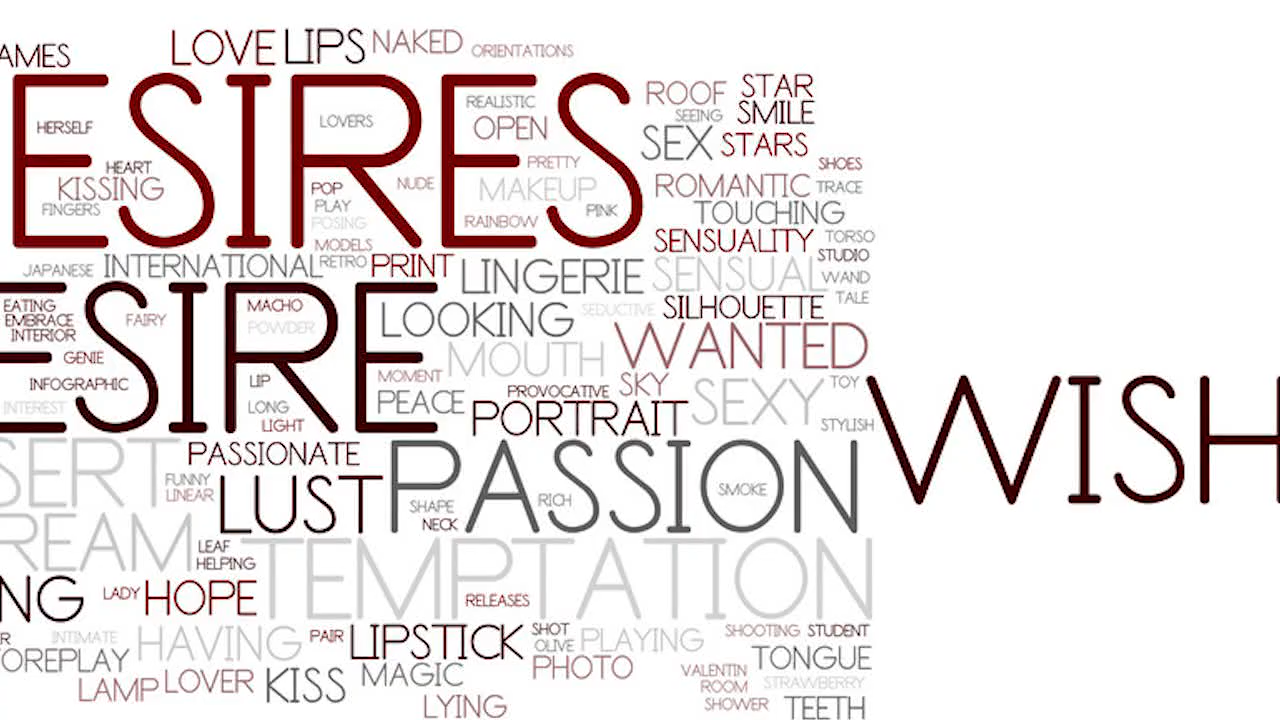 AMES LOVE LIPS NAKED ORIENTATIONS
ESIRES
HERSELF
HEART
KISSING
FINGERS
LOVERS
POP
PLAY
POSING
MODELS
NUDE
REALISTIC
OPEN
PRETTY
MAKEUP
PINK
RAINBOW
ROOF STAR
SEEING SMILE
SEX STARS
SHOES
ROMANTIC TRACE
TOUCHING
SENSUALITY TORSO
STUDIO
JAPANESE INTERNATIONAL RETRO PRINT LINGERIE SENSUAL WAND
TALE
ESIRE
EATING
EMBRACE
INTERIOR
FAIRY
GENIE
INFOGRAPHIC
INTEREST
MACHO
POWDER
LIP
LONG
LIGHT
LOOKING SEDUCTIVE SILHOUETTE
MOUTH WANTED
MOMENT PROVOCATIVE SKY
PEACE PORTRAIT SEXY TOY
STYLISH
WISH
SERT PASSIONATE
FUNNY
LINEAR
LUST PASSION
SHAPE
NECK
RICH
SMOKE
REAM LEAF
HELPING
TEMPTATION
NG LADY HOPE RELEASES
R INTIMATE HAVING PAIR LIPSTICK SHOT
OLIVE PLAYING SHOOTING STUDENT
OREPLAY MAGIC PHOTO TONGUE
LAMP LOVER KISS VALENTIN
ROOM STRAWBERRY
LYING SHOWER TEETH